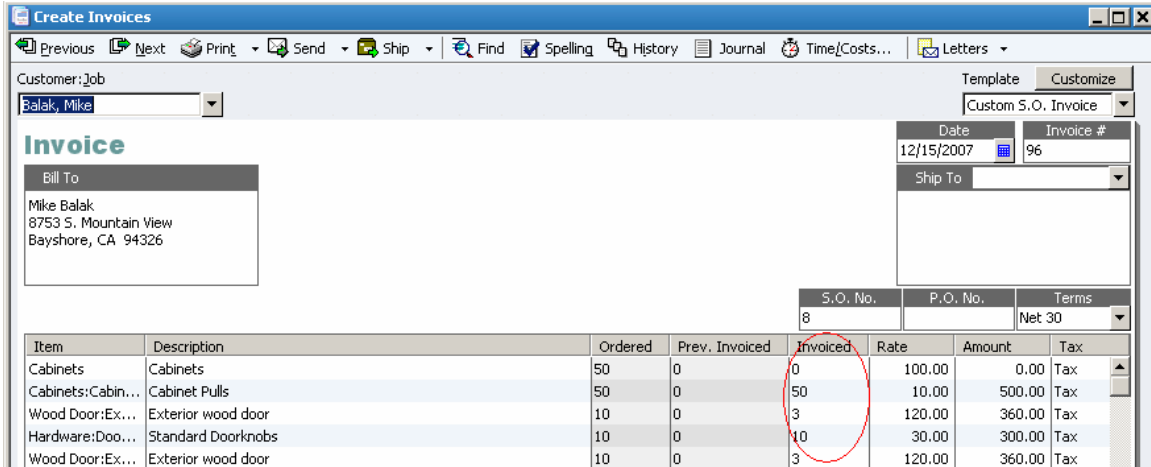 Create Invoices
Previous Next Print Send Ship Find Spelling History Journal Time/Costs... Letters
Customer:Job Template Customize
Balak, Mike Custom S.O. Invoice
Invoice
Date Invoice #
12/15/2007 96
Bill To Ship To
Mike Balak
8753 S. Mountain View
Bayshore, CA 94326
S.O. No. P.O. No. Terms
8 Net 30
Item Description Ordered Prev. Invoiced Invoiced Rate Amount Tax
Cabinets Cabinets 50 0 0 100.00 0.00 Tax
Cabinets:Cabin... Cabinet Pulls 50 0 50 10.00 500.00 Tax
Wood Door:Ex... Exterior wood door 10 0 3 120.00 360.00 Tax
Hardware:Doo... Standard Doorknobs 10 0 10 30.00 300.00 Tax
Wood Door:Ex... Exterior wood door 10 0 3 120.00 360.00 Tax